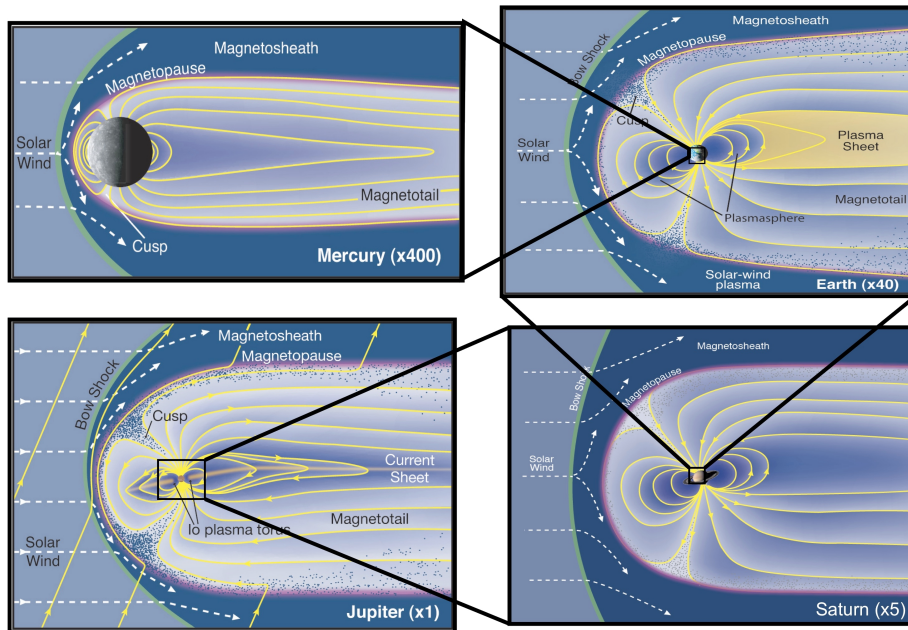 Magnetosheath
Magnetopause
Solar
Wind
Magnetotail
Cusp
Mercury (x400)
Magnetosheath
Magnetopause
Bow Shock
Cusp
Solar
Wind
Plasma
Sheet
Magnetotail
Plasmasphere
Solar-wind
plasma
Earth (x40)
Magnetosheath
Magnetopause
Bow Shock
Cusp
Current
Sheet
Io plasma torus
Magnetotail
Solar
Wind
Jupiter (x1)
Magnetosheath
Magnetopause
Bow Shock
Solar
Wind
Saturn (x5)